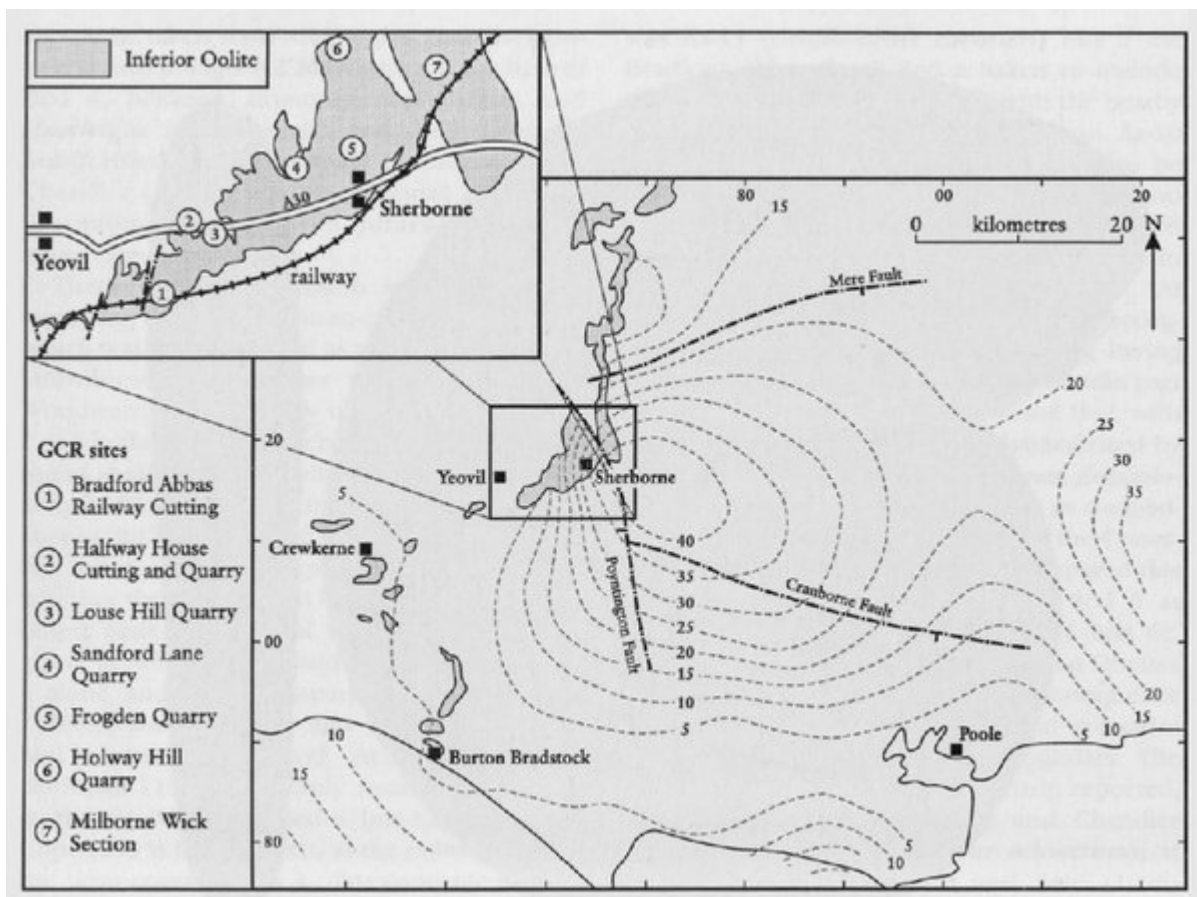 Inferior Oolite
6
7
5
4
A30
2
3
Sherborne
Yeovil
railway
1
GCR sites
1 Bradford Abbas
Railway Cutting
2 Halfway House
Cutting and Quarry
3 Louse Hill Quarry
4 Sandford Lane
Quarry
5 Frogden Quarry
6 Holway Hill
Quarry
7 Milborne Wick
Section
80
00
20
15
0
kilometres
20
N
Mere Fault
20
25
30
35
20
Yeovil
Sherborne
5
Crewkerne
40
35
30
25
20
15
10
5
Poyntington Fault
Cranborne Fault
00
20
15
10
5
Poole
10
Burton Bradstock
15
80
5
10